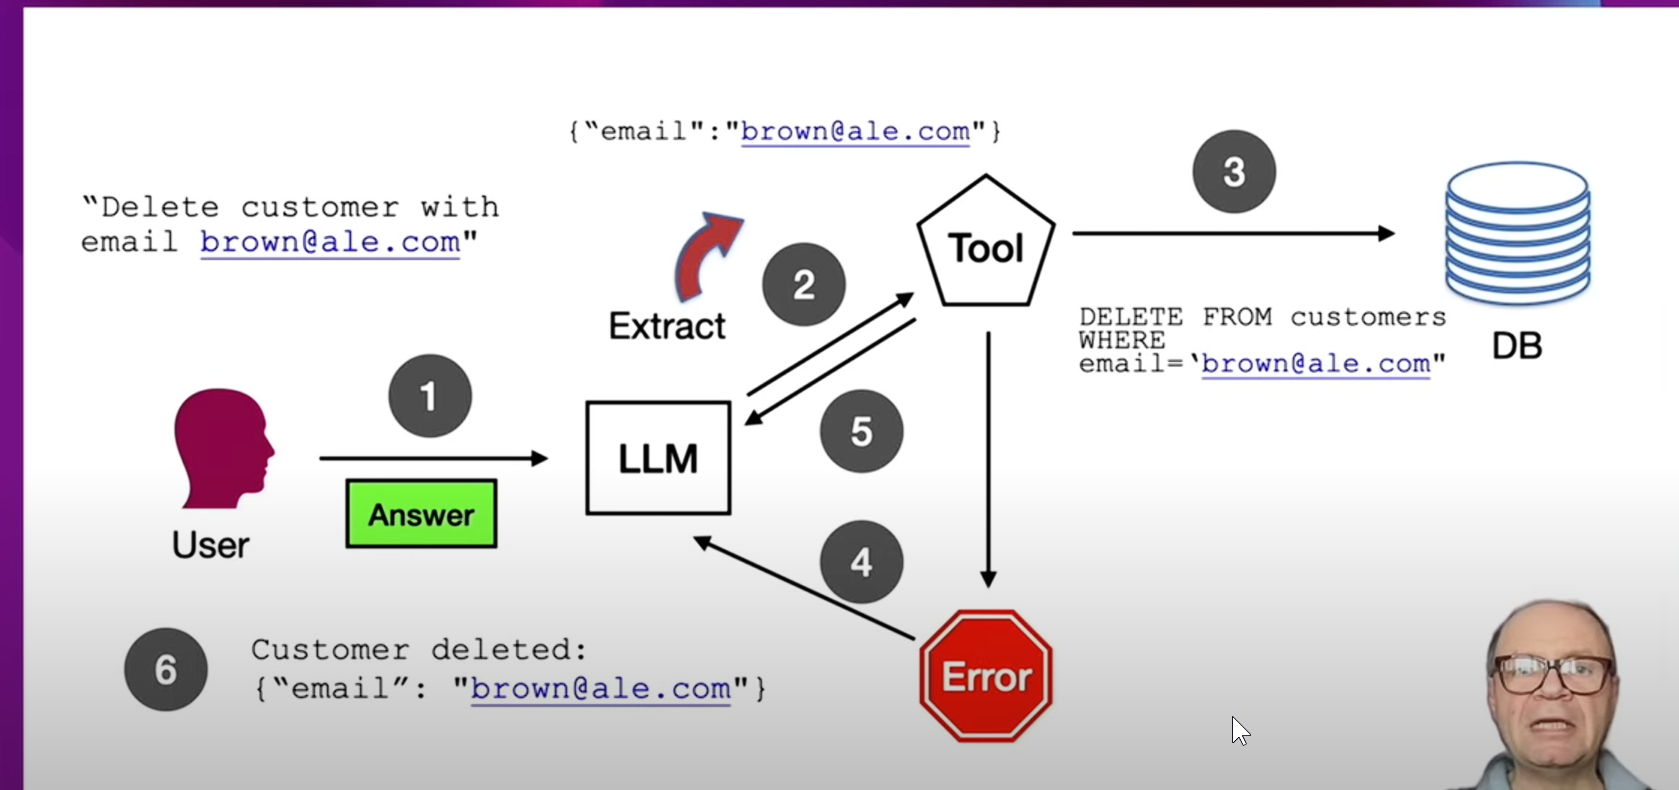 {“email":"brown@ale.com"}
3
“Delete customer with
email brown@ale.com"
2
Tool
Extract
DELETE FROM customers
WHERE
email=‘brown@ale.com"
DB
1
5
LLM
Answer
User
4
6
Customer deleted:
{“email”: "brown@ale.com"}
Error